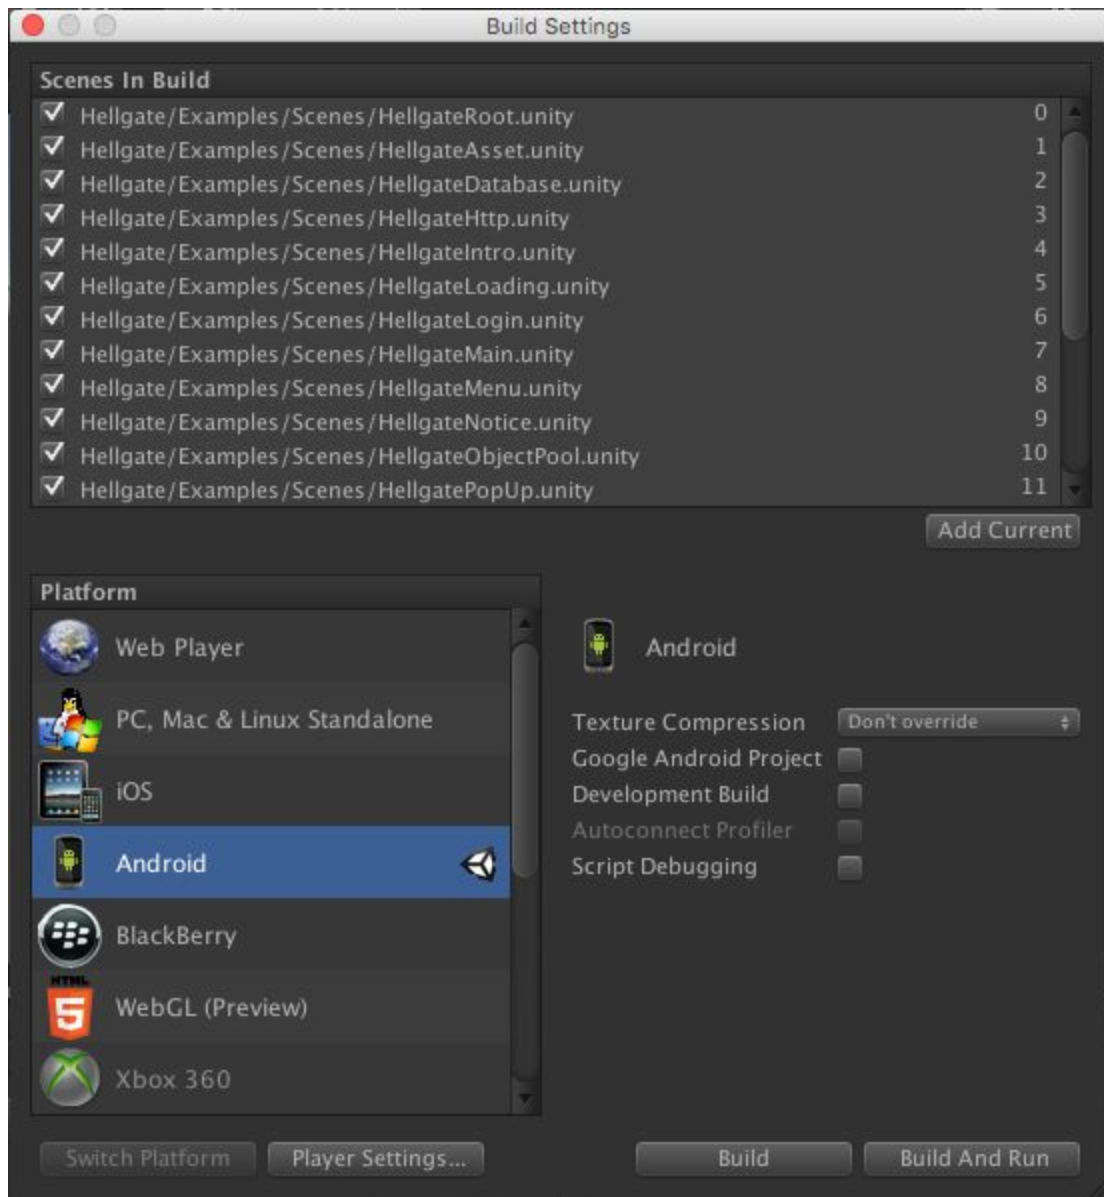 Build Settings
Scenes In Build
Hellgate/Examples/Scenes/HellgateRoot.unity 0
Hellgate/Examples/Scenes/HellgateAsset.unity 1
Hellgate/Examples/Scenes/HellgateDatabase.unity 2
Hellgate/Examples/Scenes/HellgateHttp.unity 3
Hellgate/Examples/Scenes/HellgateIntro.unity 4
Hellgate/Examples/Scenes/HellgateLoading.unity 5
Hellgate/Examples/Scenes/HellgateLogin.unity 6
Hellgate/Examples/Scenes/HellgateMain.unity 7
Hellgate/Examples/Scenes/HellgateMenu.unity 8
Hellgate/Examples/Scenes/HellgateNotice.unity 9
Hellgate/Examples/Scenes/HellgateObjectPool.unity 10
Hellgate/Examples/Scenes/HellgatePopUp.unity 11
Add Current
Platform
Web Player
PC, Mac & Linux Standalone
iOS
Android
BlackBerry
HTML
5
WebGL (Preview)
Xbox 360
Android
Texture Compression Don't override
Google Android Project
Development Build
Autoconnect Profiler
Script Debugging
Switch Platform Player Settings... Build Build And Run